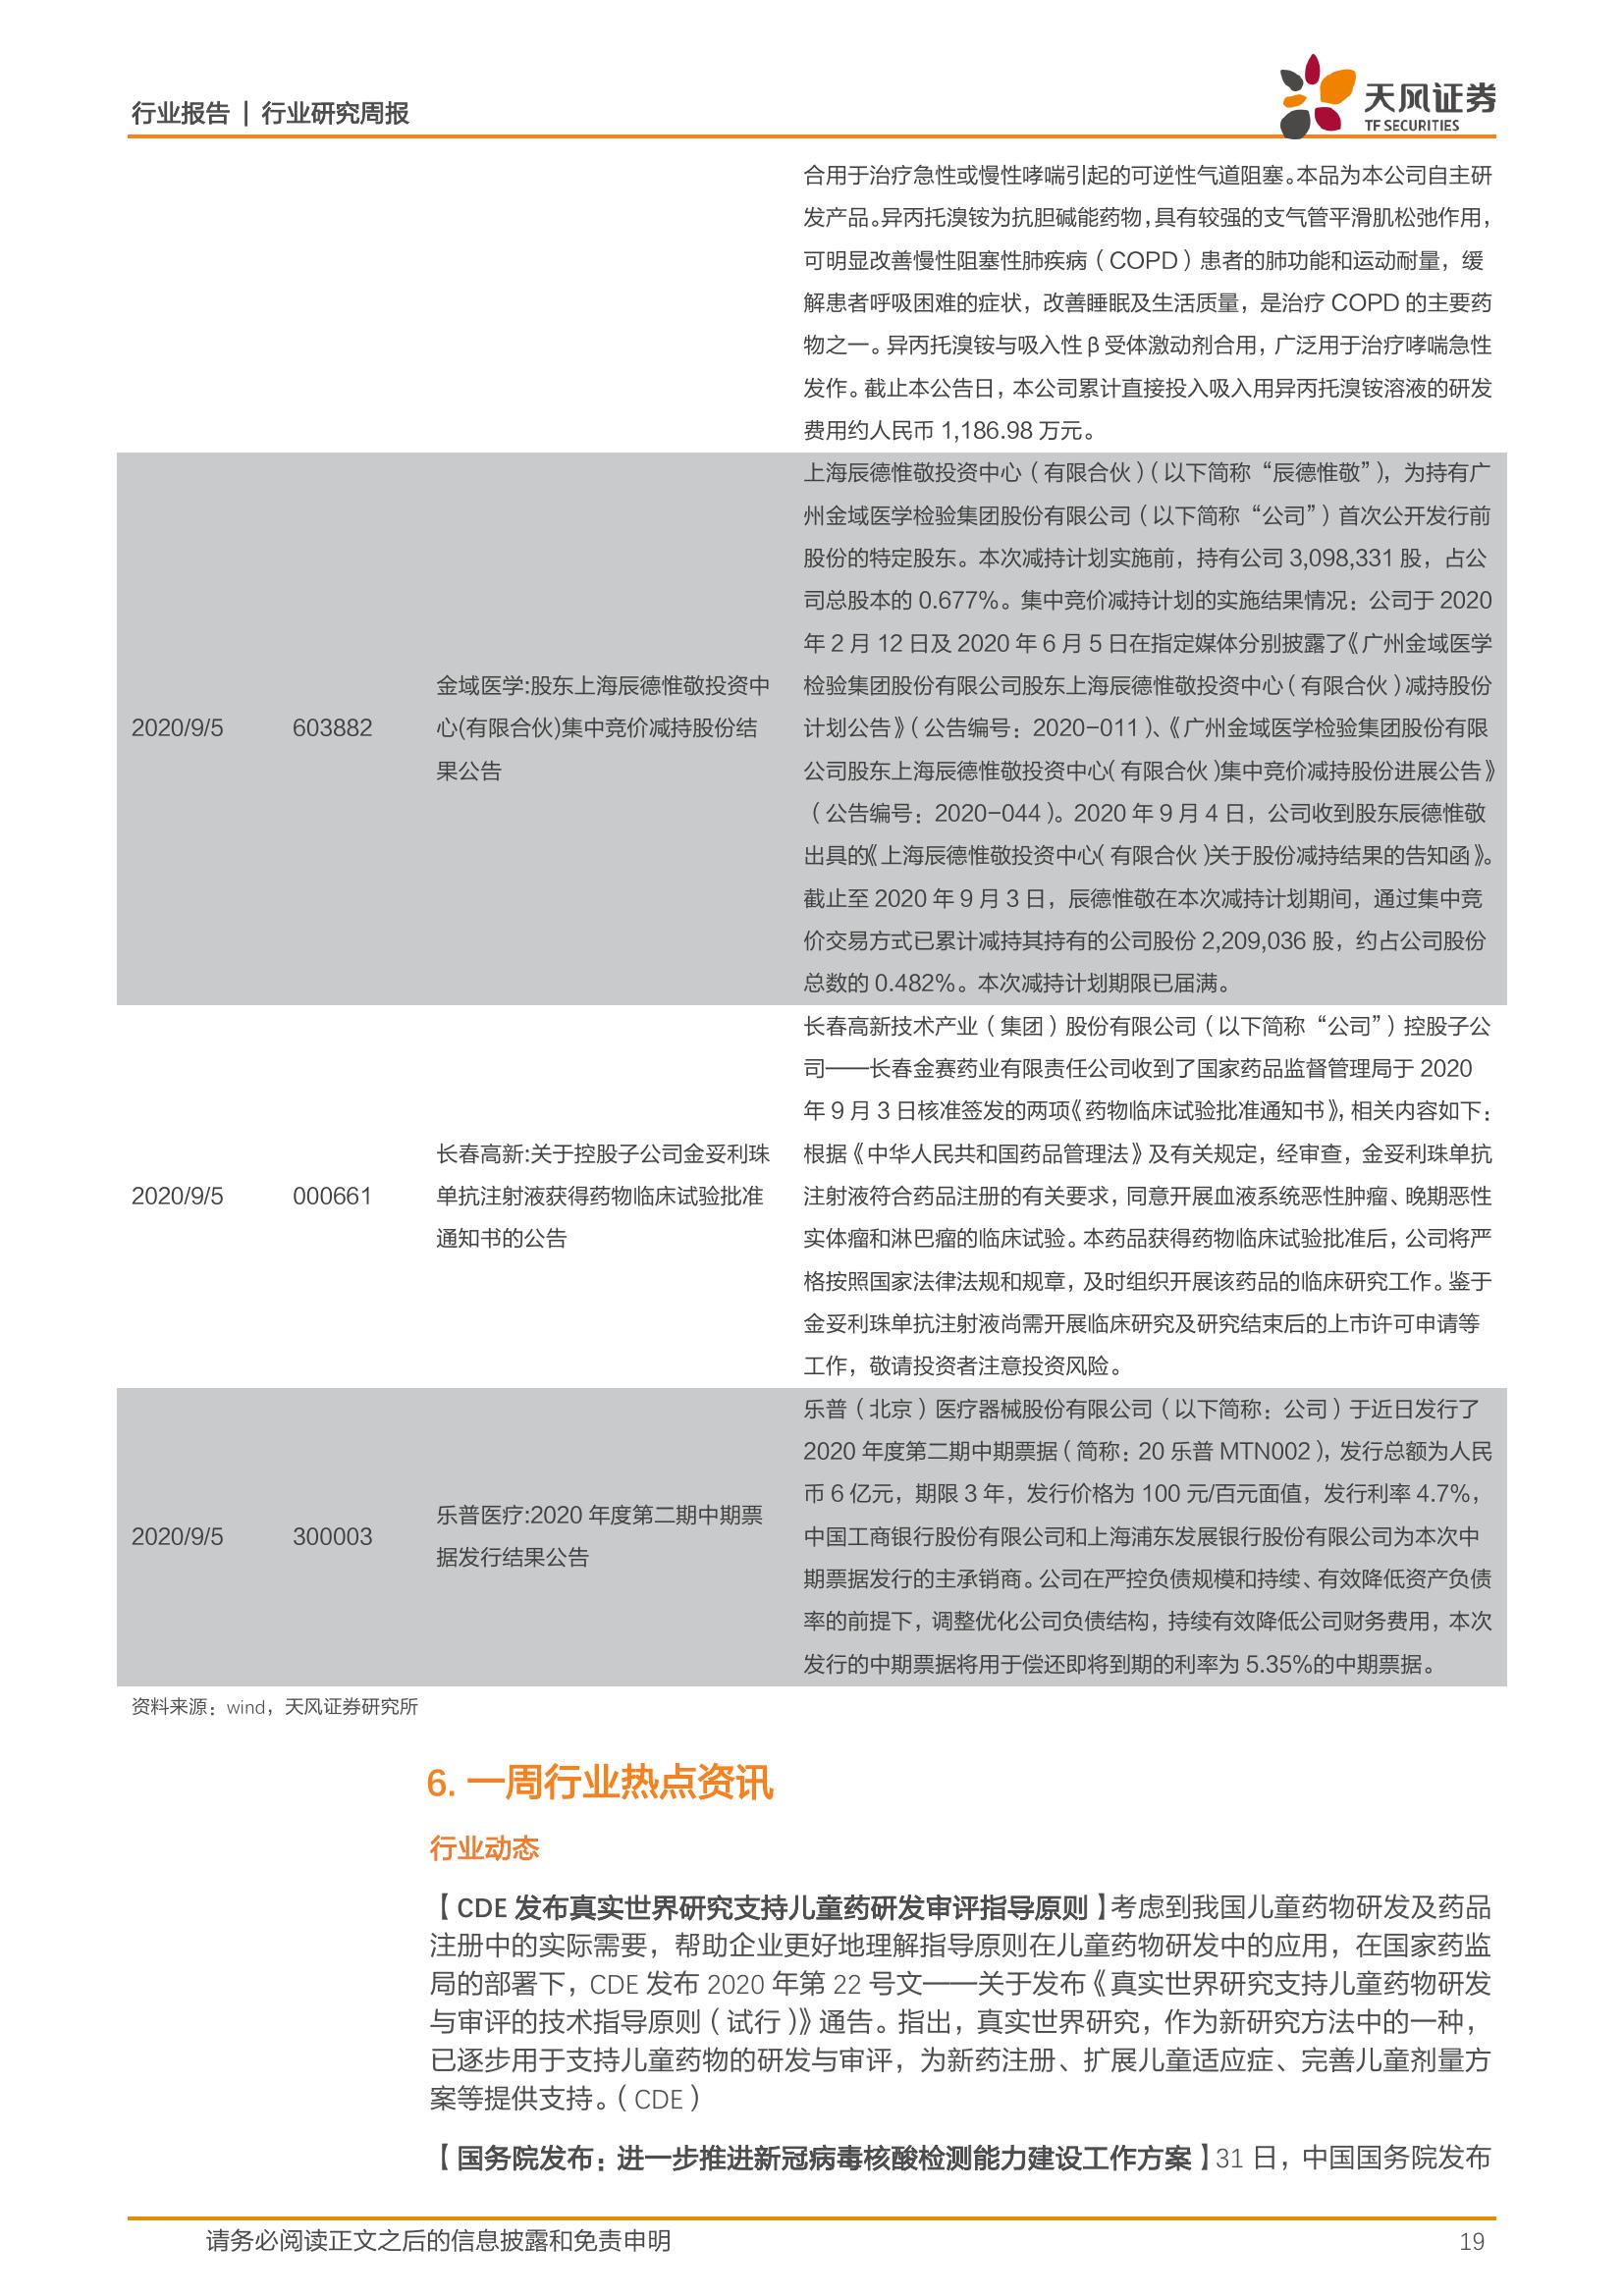 行业报告 | 行业研究周报
天风证券
TF SECURITIES
合用于治疗急性或慢性哮喘引起的可逆性气道阻塞。本品为本公司自主研
发产品。异丙托溴铵为抗胆碱能药物，具有较强的支气管平滑肌松弛作用，
可明显改善慢性阻塞性肺疾病（COPD）患者的肺功能和运动耐量，缓
解患者呼吸困难的症状，改善睡眠及生活质量，是治疗 COPD 的主要药
物之一。异丙托溴铵与吸入性 β 受体激动剂合用，广泛用于治疗哮喘急性
发作。截止本公告日，本公司累计直接投入吸入用异丙托溴铵溶液的研发
费用约人民币 1,186.98 万元。
2020/9/5
603882
金域医学:股东上海辰德惟敬投资中
心(有限合伙)集中竞价减持股份结
果公告
上海辰德惟敬投资中心（有限合伙）（以下简称“辰德惟敬”），为持有广
州金域医学检验集团股份有限公司（以下简称“公司”）首次公开发行前
股份的特定股东。本次减持计划实施前，持有公司 3,098,331 股，占公
司总股本的 0.677%。集中竞价减持计划的实施结果情况：公司于 2020
年 2 月 12 日及 2020 年 6 月 5 日在指定媒体分别披露了《广州金域医学
检验集团股份有限公司股东上海辰德惟敬投资中心（有限合伙）减持股份
计划公告》（公告编号：2020-011）、《广州金域医学检验集团股份有限
公司股东上海辰德惟敬投资中心（有限合伙）集中竞价减持股份进展公告》
（公告编号：2020-044）。2020 年 9 月 4 日，公司收到股东辰德惟敬
出具的《上海辰德惟敬投资中心（有限合伙）关于股份减持结果的告知函》。
截止至 2020 年 9 月 3 日，辰德惟敬在本次减持计划期间，通过集中竞
价交易方式已累计减持其持有的公司股份 2,209,036 股，约占公司股份
总数的 0.482%。本次减持计划期限已届满。
2020/9/5
000661
长春高新:关于控股子公司金妥利珠
单抗注射液获得药物临床试验批准
通知书的公告
长春高新技术产业（集团）股份有限公司（以下简称“公司”）控股子公
司——长春金赛药业有限责任公司收到了国家药品监督管理局于 2020
年 9 月 3 日核准签发的两项《药物临床试验批准通知书》，相关内容如下：
根据《中华人民共和国药品管理法》及有关规定，经审查，金妥利珠单抗
注射液符合药品注册的有关要求，同意开展血液系统恶性肿瘤、晚期恶性
实体瘤和淋巴瘤的临床试验。本药品获得药物临床试验批准后，公司将严
格按照国家法律法规和规章，及时组织开展该药品的临床研究工作。鉴于
金妥利珠单抗注射液尚需开展临床研究及研究结束后的上市许可申请等
工作，敬请投资者注意投资风险。
2020/9/5
300003
乐普医疗:2020 年度第二期中期票
据发行结果公告
乐普（北京）医疗器械股份有限公司（以下简称：公司）于近日发行了
2020 年度第二期中期票据（简称：20 乐普 MTN002），发行总额为人民
币 6 亿元，期限 3 年，发行价格为 100 元/百元面值，发行利率 4.7%，
中国工商银行股份有限公司和上海浦东发展银行股份有限公司为本次中
期票据发行的主承销商。公司在严控负债规模和持续、有效降低资产负债
率的前提下，调整优化公司负债结构，持续有效降低公司财务费用，本次
发行的中期票据将用于偿还即将到期的利率为 5.35%的中期票据。
资料来源：wind，天风证券研究所
6. 一周行业热点资讯
行业动态
【CDE 发布真实世界研究支持儿童药研发审评指导原则】考虑到我国儿童药物研发及药品
注册中的实际需要，帮助企业更好地理解指导原则在儿童药物研发中的应用，在国家药监
局的部署下，CDE 发布 2020 年第 22 号文——关于发布《真实世界研究支持儿童药物研发
与审评的技术指导原则（试行）》通告。指出，真实世界研究，作为新研究方法中的一种，
已逐步用于支持儿童药物的研发与审评，为新药注册、扩展儿童适应症、完善儿童剂量方
案等提供支持。（CDE）
【国务院发布：进一步推进新冠病毒核酸检测能力建设工作方案】31 日，中国国务院发布
请务必阅读正文之后的信息披露和免责申明
19